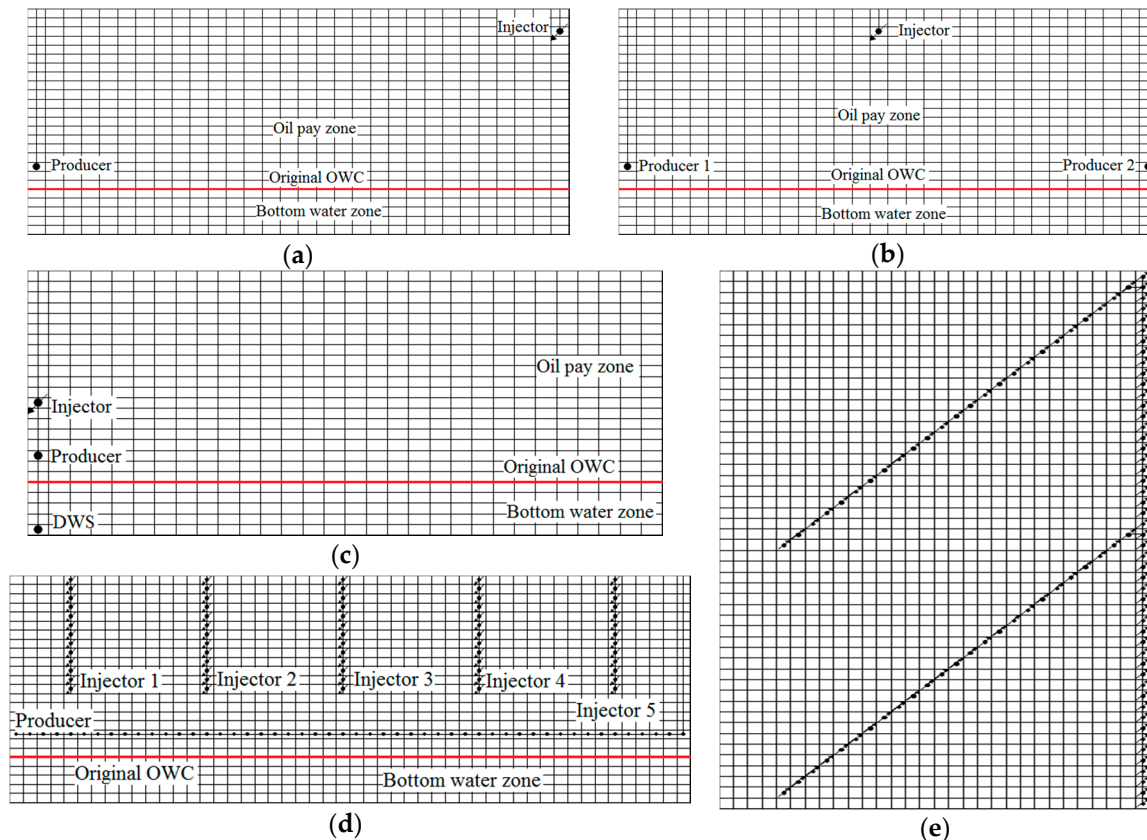 Injector
Oil pay zone
Producer
Original OWC
Bottom water zone
(a)
Injector
Oil pay zone
Producer 1
Producer 2
Original OWC
Bottom water zone
(b)
Oil pay zone
Injector
Producer
Original OWC
DWS
Bottom water zone
(c)
Injector 1
Injector 2
Injector 3
Injector 4
Injector 5
Producer
Original OWC
Bottom water zone
(d)
(e)